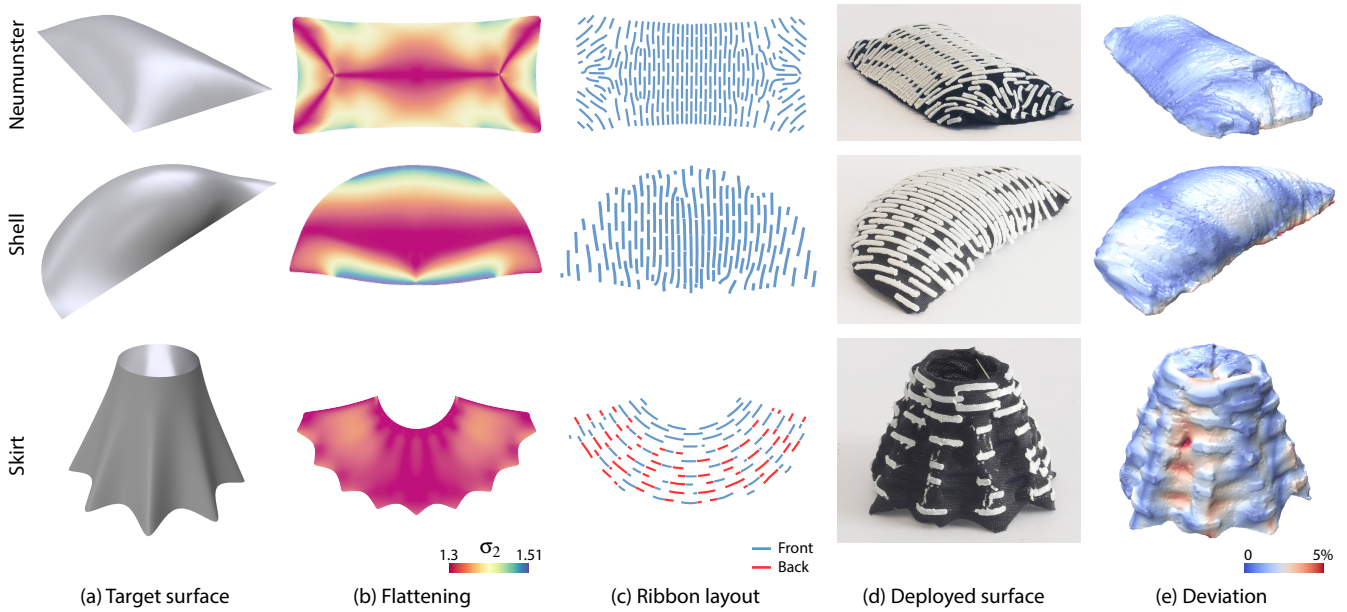 Neumunster
Shell
Skirt
σ2
1.3 1.51
Front
Back
0 5%
(a) Target surface (b) Flattening (c) Ribbon layout (d) Deployed surface (e) Deviation